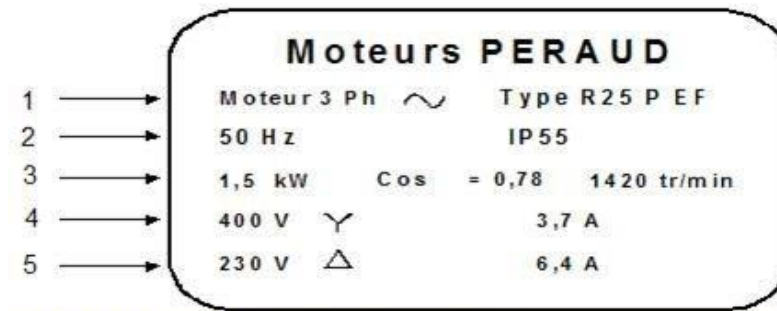 Moteurs PERAUD
1 Moteur 3 Ph Type R25 P EF
2 50 Hz IP55
3 1,5 kW Cos = 0,78 1420 tr/min
4 400 V 3,7 A
5 230 V 6,4 A